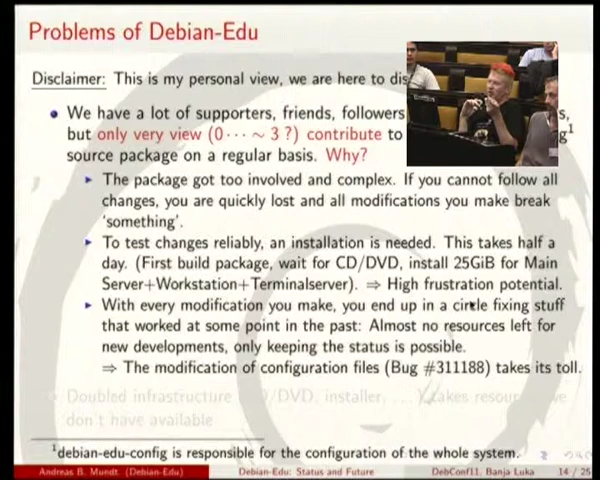 Problems of Debian-Edu
Disclaimer: This is my personal view, we are here to dis
We have a lot of supporters, friends, followers s,
but only very view (0··· ~ 3 ?) contribute to g¹
source package on a regular basis. Why?
The package got too involved and complex. If you cannot follow all
changes, you are quickly lost and all modifications you make break
'something'.
To test changes reliably, an installation is needed. This takes half a
day. (First build package, wait for CD/DVD, install 25GiB for Main
Server+Workstation+Terminalserver). ⇒ High frustration potential.
With every modification you make, you end up in a circle fixing stuff
that worked at some point in the past: Almost no resources left for
new developments, only keeping the status is possible.
⇒ The modification of configuration files (Bug #311188) takes its toll.
Doubled infrastructure D/DVD, installer, ...) takes resour we
don't have available
¹debian-edu-config is responsible for the configuration of the whole system.
Andreas B. Mundt (Debian-Edu) Debian-Edu: Status and Future DebConf11, Banja Luka 14 / 25